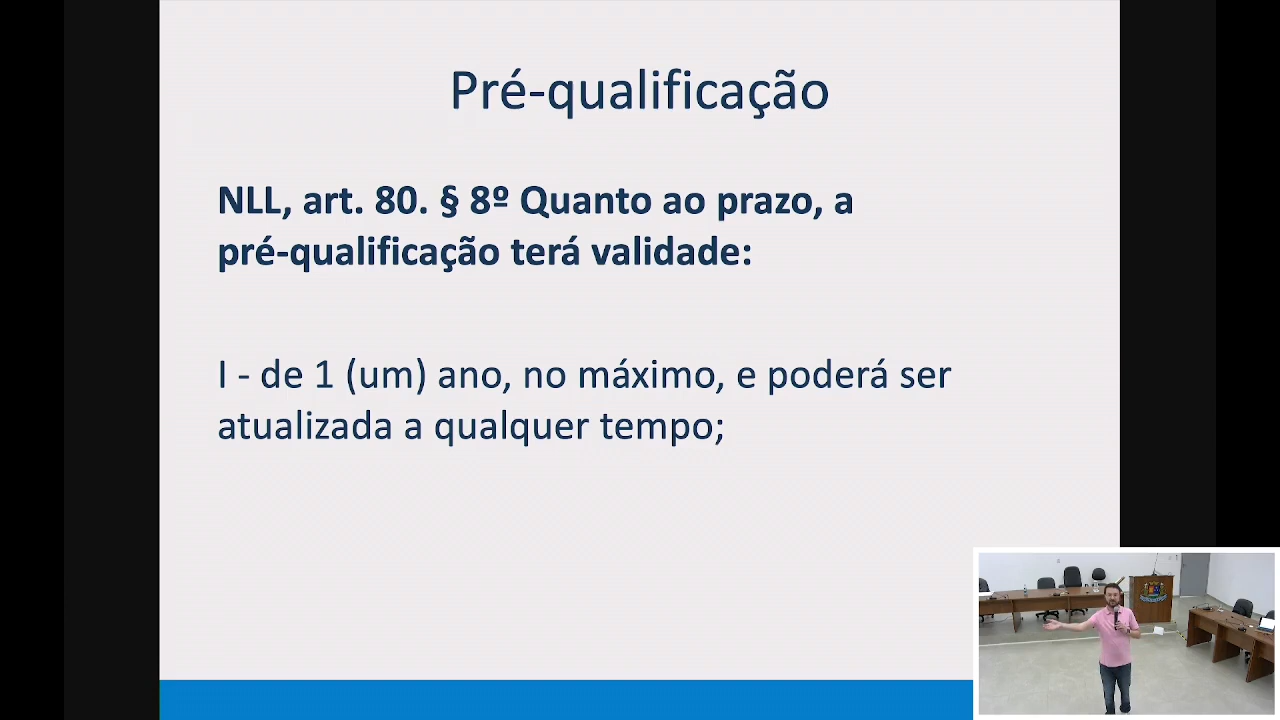 Pré-qualificação
NLL, art. 80. § 8º Quanto ao prazo, a
pré-qualificação terá validade:
I - de 1 (um) ano, no máximo, e poderá ser
atualizada a qualquer tempo;